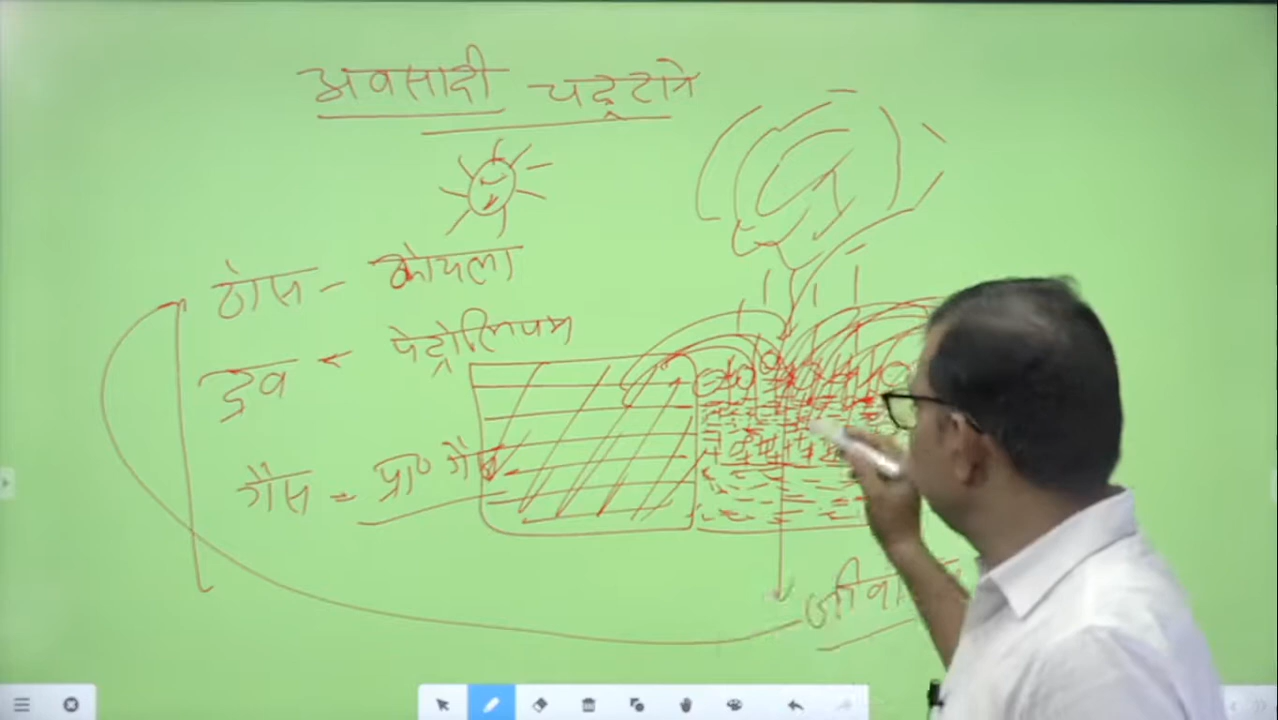 अवसादी चट्टाने
ठोस - कोयला
द्रव - पेट्रोलियम
गैस - प्रा० गैस